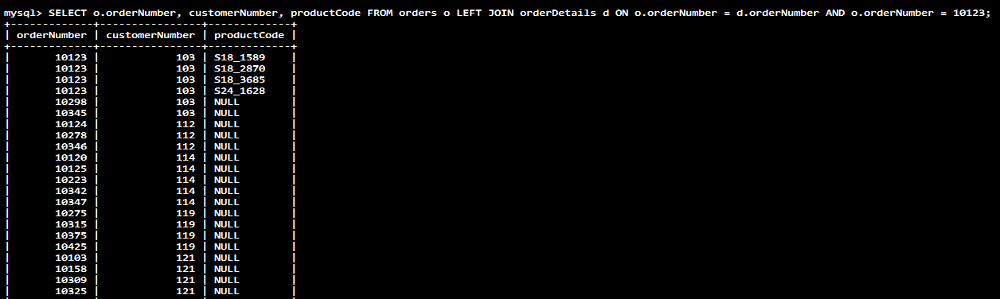 mysql> SELECT o.orderNumber, customerNumber, productCode FROM orders o LEFT JOIN orderDetails d ON o.orderNumber = d.orderNumber AND o.orderNumber = 10123;
+-------------+----------------+-------------+
| orderNumber | customerNumber | productCode |
+-------------+----------------+-------------+
|       10123 |            103 | S18_1589    |
|       10123 |            103 | S18_2870    |
|       10123 |            103 | S18_3685    |
|       10123 |            103 | S24_1628    |
|       10298 |            103 | NULL        |
|       10345 |            103 | NULL        |
|       10124 |            112 | NULL        |
|       10278 |            112 | NULL        |
|       10346 |            112 | NULL        |
|       10120 |            114 | NULL        |
|       10125 |            114 | NULL        |
|       10223 |            114 | NULL        |
|       10342 |            114 | NULL        |
|       10347 |            114 | NULL        |
|       10275 |            119 | NULL        |
|       10315 |            119 | NULL        |
|       10375 |            119 | NULL        |
|       10425 |            119 | NULL        |
|       10103 |            121 | NULL        |
|       10158 |            121 | NULL        |
|       10309 |            121 | NULL        |
|       10325 |            121 | NULL        |